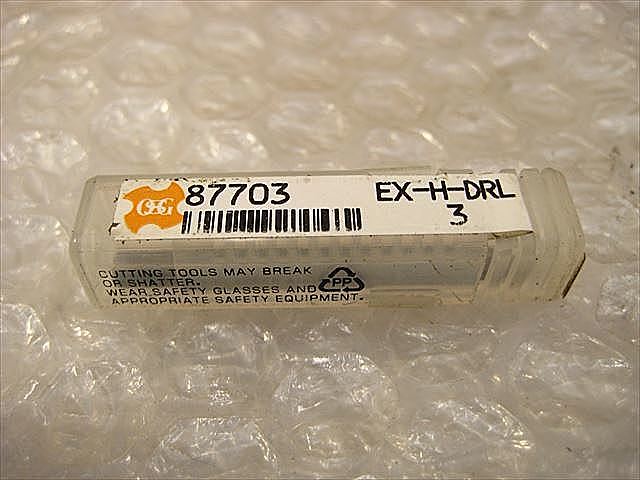 OSG
87703
EX-H-DRL
3
CUTTING TOOLS MAY BREAK
OR SHATTER.
WEAR SAFETY GLASSES AND
APPROPRIATE SAFETY EQUIPMENT.
PP